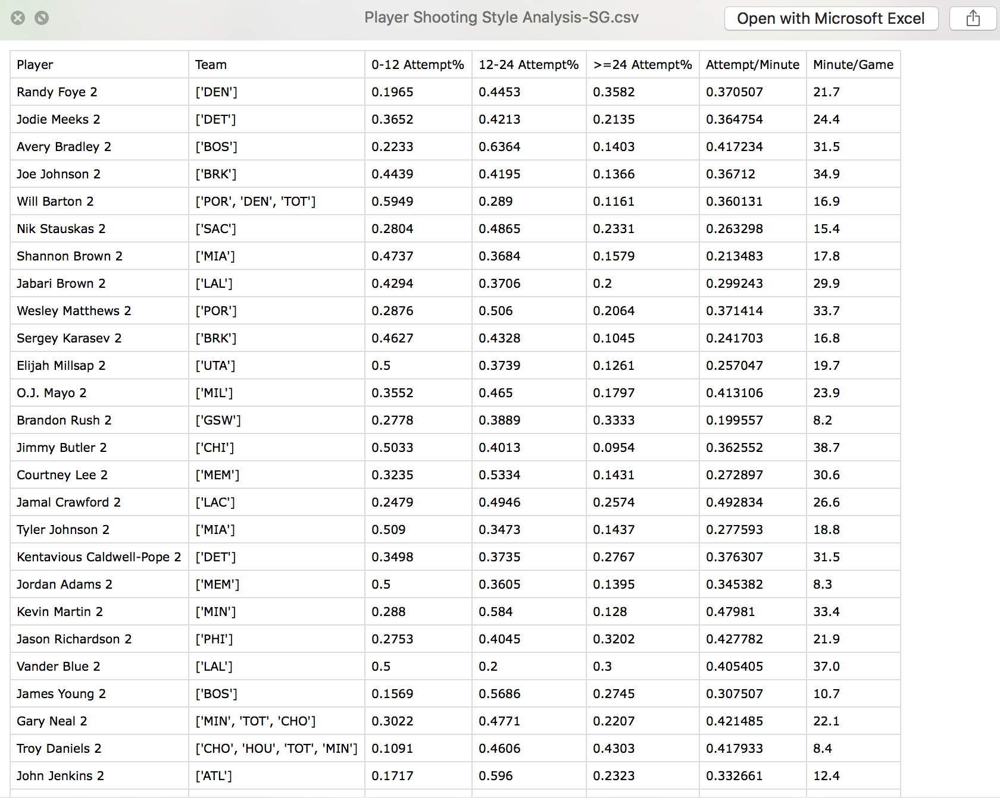 Player Shooting Style Analysis-SG.csv Open with Microsoft Excel
Player Team 0-12 Attempt% 12-24 Attempt% >=24 Attempt% Attempt/Minute Minute/Game
Randy Foye 2 ['DEN'] 0.1965 0.4453 0.3582 0.370507 21.7
Jodie Meeks 2 ['DET'] 0.3652 0.4213 0.2135 0.364754 24.4
Avery Bradley 2 ['BOS'] 0.2233 0.6364 0.1403 0.417234 31.5
Joe Johnson 2 ['BRK'] 0.4439 0.4195 0.1366 0.36712 34.9
Will Barton 2 ['POR', 'DEN', 'TOT'] 0.5949 0.289 0.1161 0.360131 16.9
Nik Stauskas 2 ['SAC'] 0.2804 0.4865 0.2331 0.263298 15.4
Shannon Brown 2 ['MIA'] 0.4737 0.3684 0.1579 0.213483 17.8
Jabari Brown 2 ['LAL'] 0.4294 0.3706 0.2 0.299243 29.9
Wesley Matthews 2 ['POR'] 0.2876 0.506 0.2064 0.371414 33.7
Sergey Karasev 2 ['BRK'] 0.4627 0.4328 0.1045 0.241703 16.8
Elijah Millsap 2 ['UTA'] 0.5 0.3739 0.1261 0.257047 19.7
O.J. Mayo 2 ['MIL'] 0.3552 0.465 0.1797 0.413106 23.9
Brandon Rush 2 ['GSW'] 0.2778 0.3889 0.3333 0.199557 8.2
Jimmy Butler 2 ['CHI'] 0.5033 0.4013 0.0954 0.362552 38.7
Courtney Lee 2 ['MEM'] 0.3235 0.5334 0.1431 0.272897 30.6
Jamal Crawford 2 ['LAC'] 0.2479 0.4946 0.2574 0.492834 26.6
Tyler Johnson 2 ['MIA'] 0.509 0.3473 0.1437 0.277593 18.8
Kentavious Caldwell-Pope 2 ['DET'] 0.3498 0.3735 0.2767 0.376307 31.5
Jordan Adams 2 ['MEM'] 0.5 0.3605 0.1395 0.345382 8.3
Kevin Martin 2 ['MIN'] 0.288 0.584 0.128 0.47981 33.4
Jason Richardson 2 ['PHI'] 0.2753 0.4045 0.3202 0.427782 21.9
Vander Blue 2 ['LAL'] 0.5 0.2 0.3 0.405405 37.0
James Young 2 ['BOS'] 0.1569 0.5686 0.2745 0.307507 10.7
Gary Neal 2 ['MIN', 'TOT', 'CHO'] 0.3022 0.4771 0.2207 0.421485 22.1
Troy Daniels 2 ['CHO', 'HOU', 'TOT', 'MIN'] 0.1091 0.4606 0.4303 0.417933 8.4
John Jenkins 2 ['ATL'] 0.1717 0.596 0.2323 0.332661 12.4